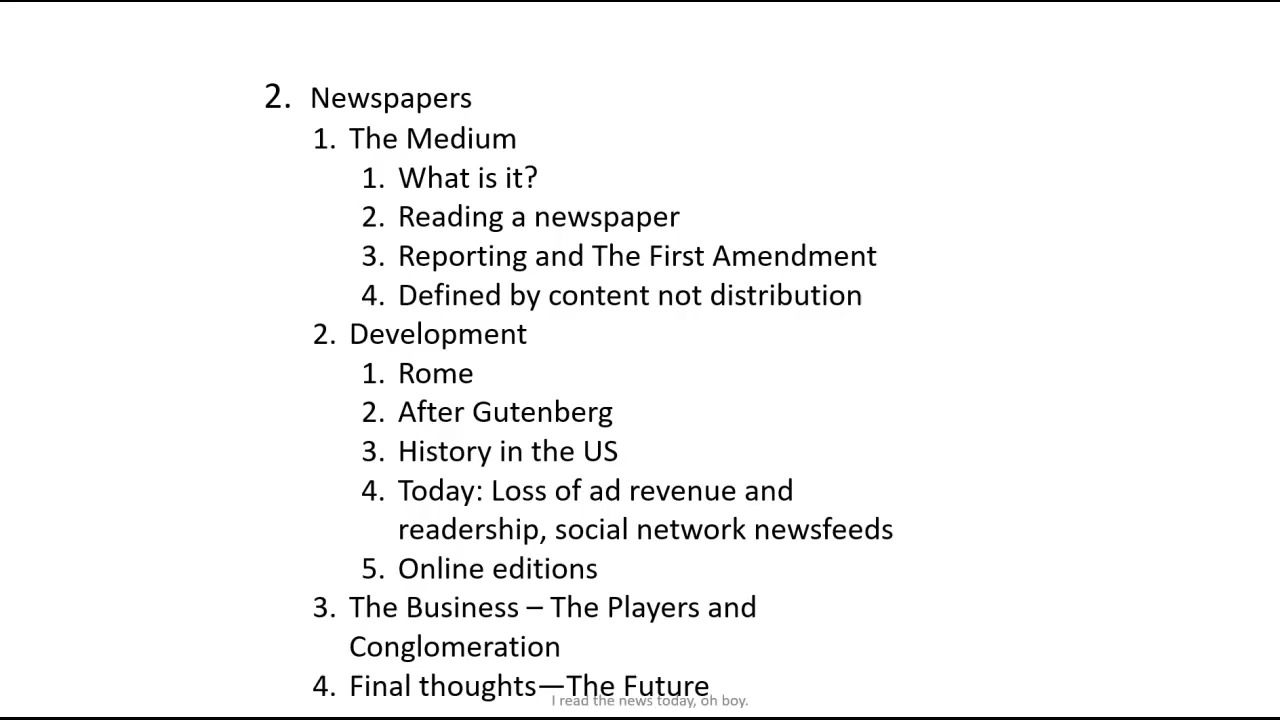 2. Newspapers
1. The Medium
1. What is it?
2. Reading a newspaper
3. Reporting and The First Amendment
4. Defined by content not distribution
2. Development
1. Rome
2. After Gutenberg
3. History in the US
4. Today: Loss of ad revenue and
readership, social network newsfeeds
5. Online editions
3. The Business – The Players and
Conglomeration
4. Final thoughts—The Future
I read the news today, oh boy.